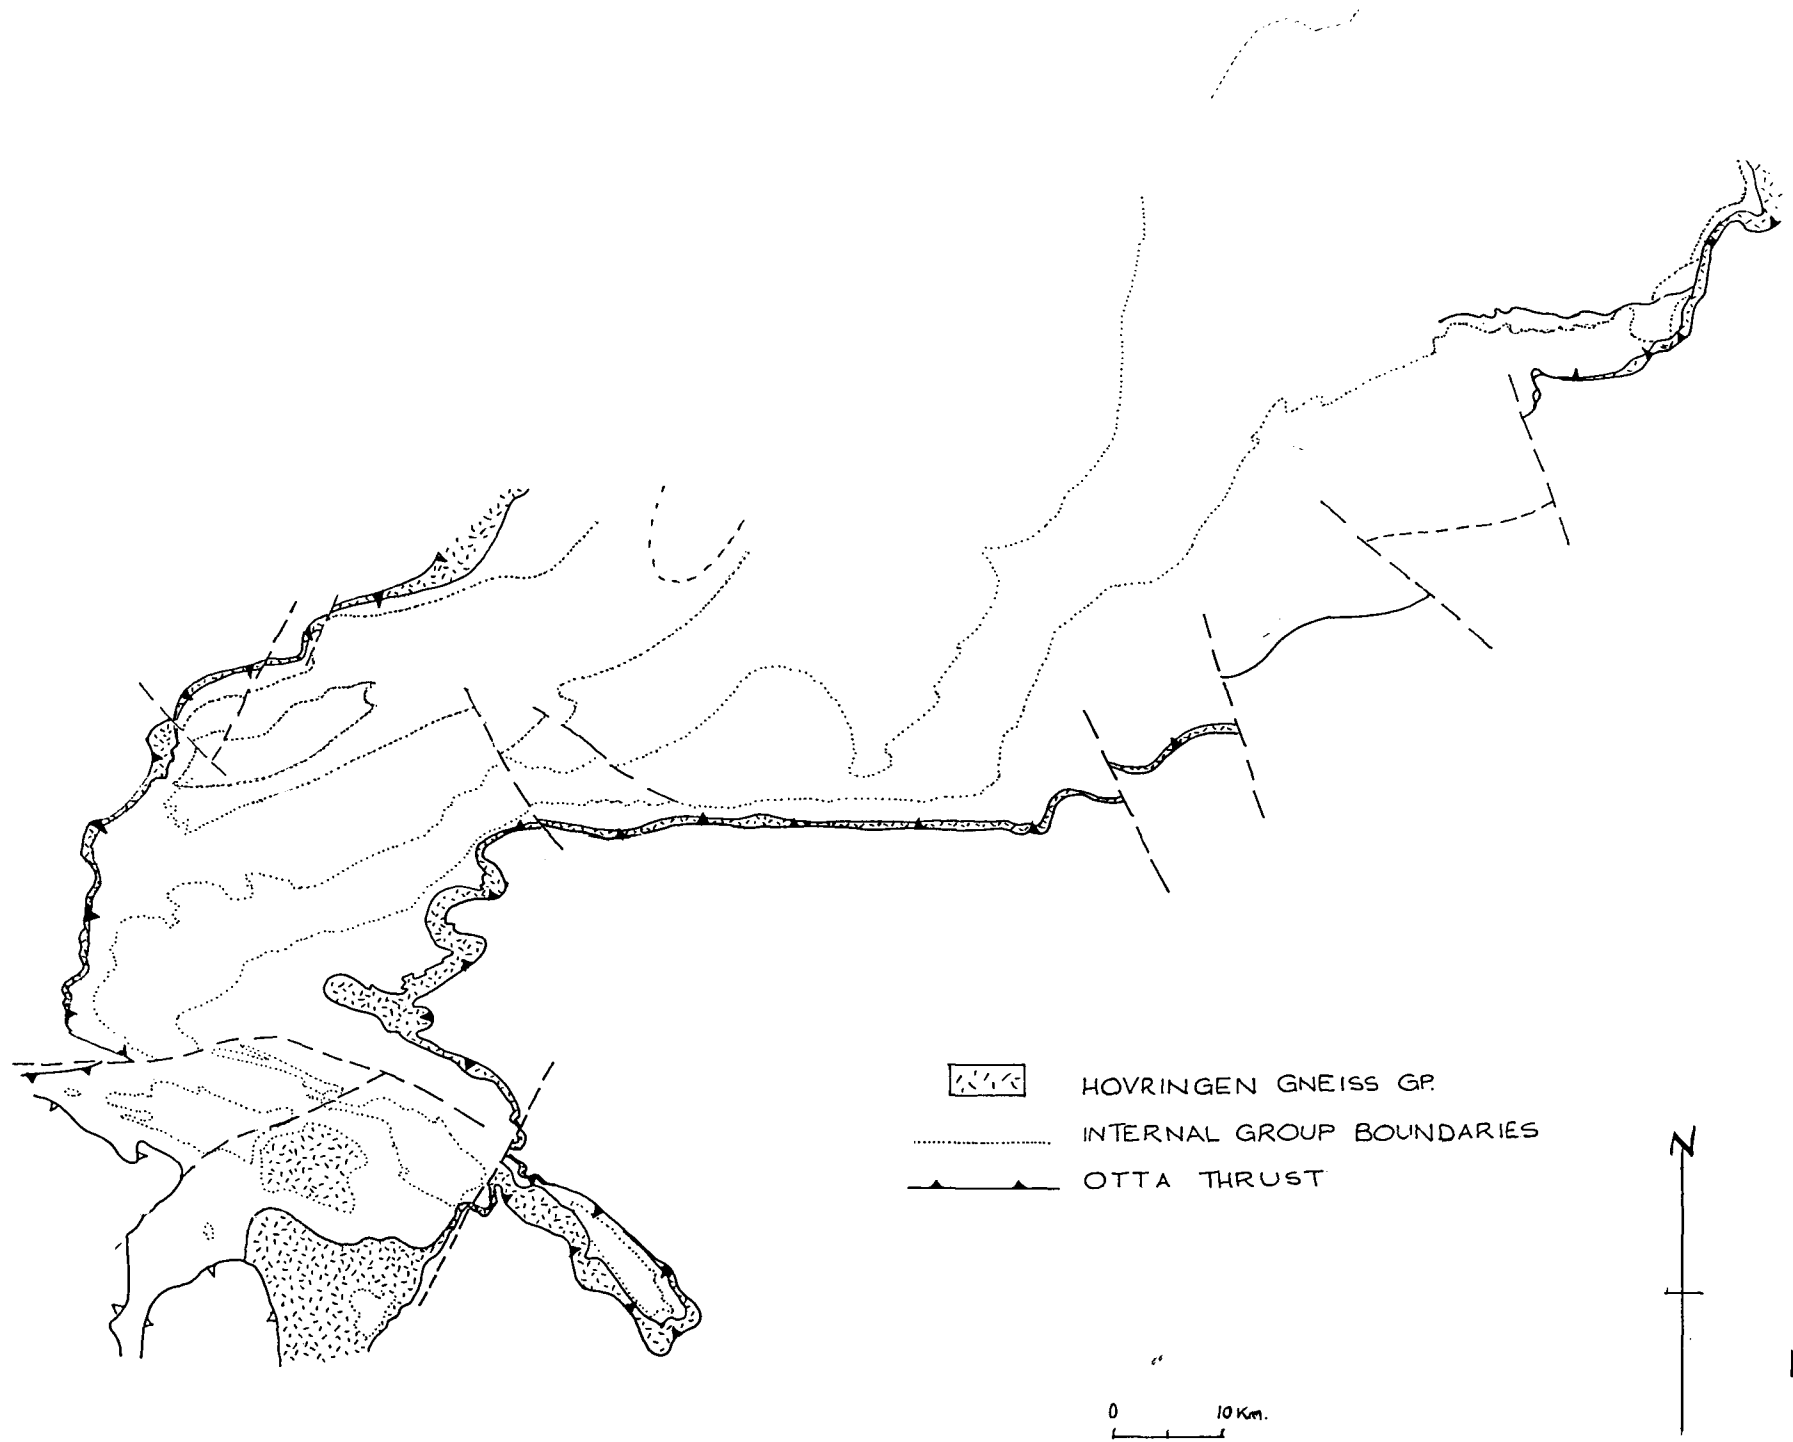 HOVRINGEN GNEISS GP.
INTERNAL GROUP BOUNDARIES
OTTA THRUST
N
0 10 Km.